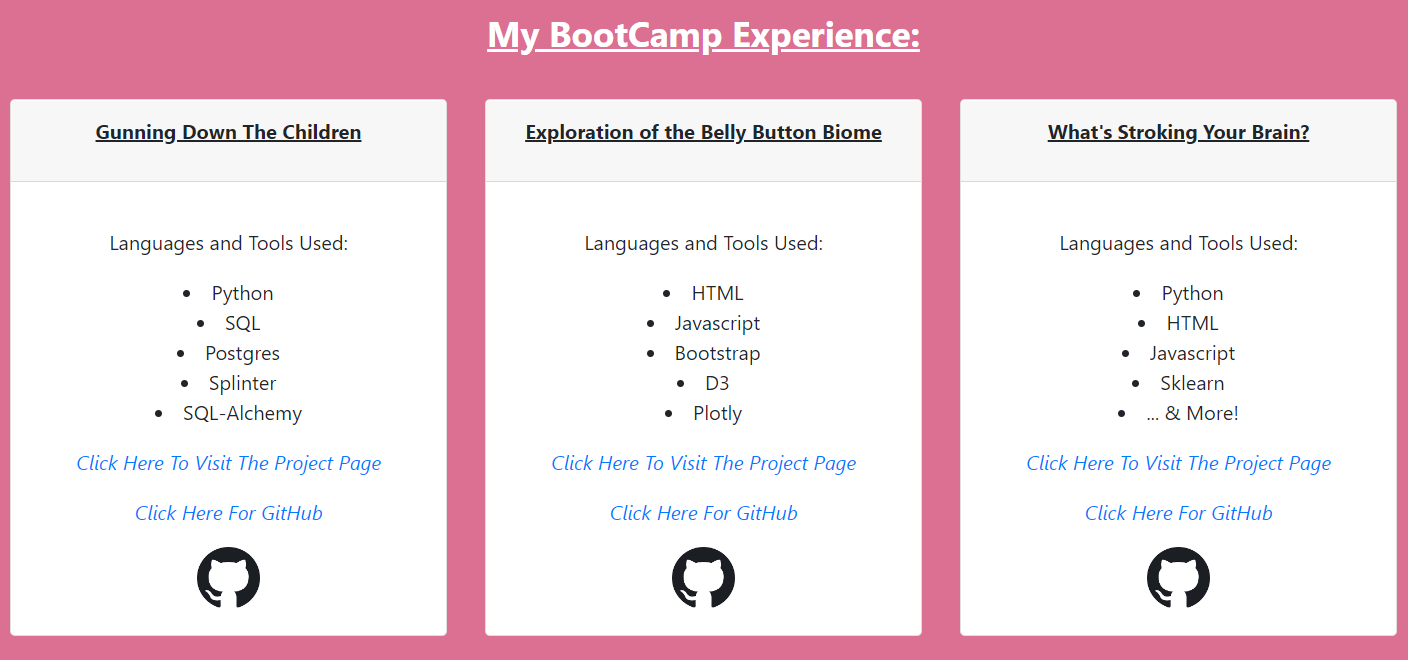 My BootCamp Experience:
Gunning Down The Children
Languages and Tools Used:
• Python
• SQL
• Postgres
• Splinter
• SQL-Alchemy
Click Here To Visit The Project Page
Click Here For GitHub
Exploration of the Belly Button Biome
Languages and Tools Used:
• HTML
• Javascript
• Bootstrap
• D3
• Plotly
Click Here To Visit The Project Page
Click Here For GitHub
What's Stroking Your Brain?
Languages and Tools Used:
• Python
• HTML
• Javascript
• Sklearn
• ... & More!
Click Here To Visit The Project Page
Click Here For GitHub